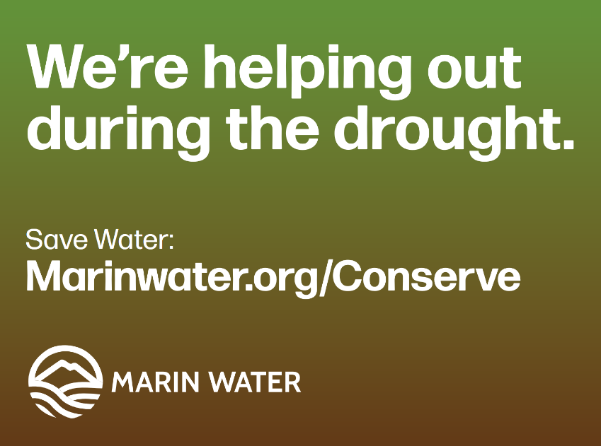 We're helping out
during the drought.
Save Water:
Marinwater.org/Conserve
MARIN WATER